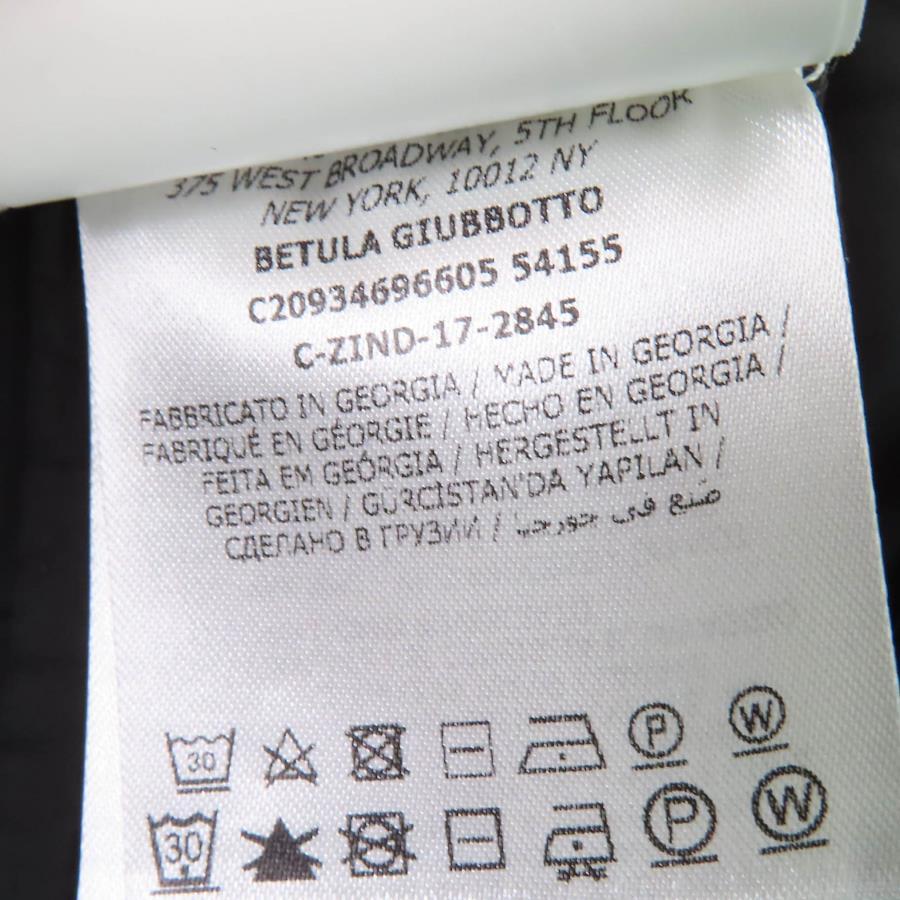 375 WEST BROADWAY, 5TH FLOOR
NEW YORK, 10012 NY
BETULA GIUBBOTTO
C20934696605 54155
C-ZIND-17-2845
FABBRICATO IN GEORGIA / MADE IN GEORGIA /
FABRIQUÉ EN GÉORGIE / HECHO EN GEORGIA /
FEITA EM GEÓRGIA / HERGESTELLT IN
GEORGIEN / GÜRCİSTAN'DA YAPILAN /
СДЕЛАНО В ГРУЗИИ / صنع في جورجيا
30 P W
30 P W